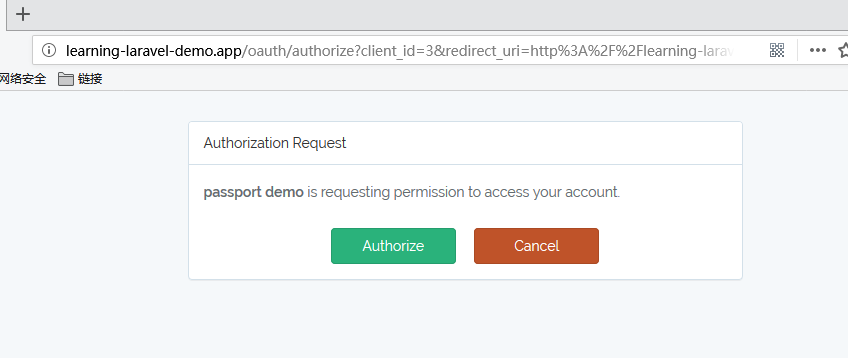 learning-laravel-demo.app/oauth/authorize?client_id=3&redirect_uri=http%3A%2F%2Flearning-larav
网络安全 链接
Authorization Request
passport demo is requesting permission to access your account.
Authorize Cancel